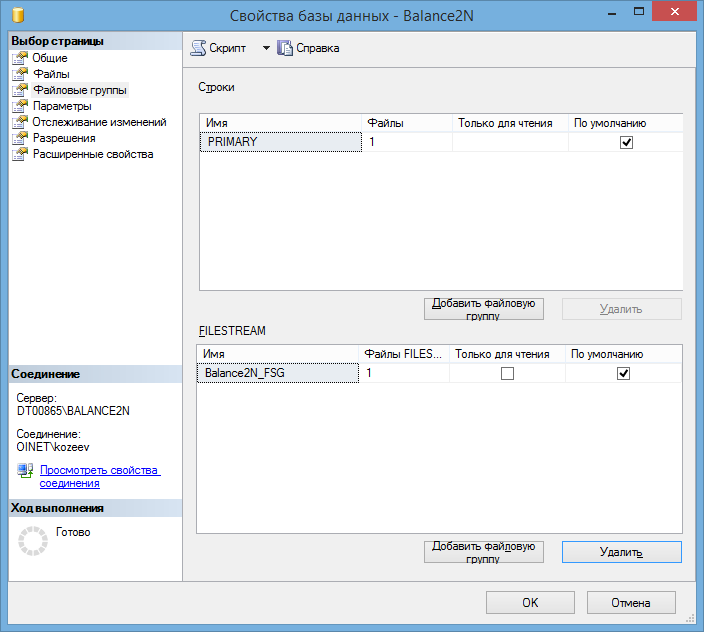 Свойства базы данных - Balance2N
Выбор страницы
Общие
Файлы
Файловые группы
Параметры
Отслеживание изменений
Разрешения
Расширенные свойства
Скрипт
Справка
Строки
Имя Файлы Только для чтения По умолчанию
PRIMARY 1
Добавить файловую
группу
Удалить
FILESTREAM
Имя Файлы FILES... Только для чтения По умолчанию
Balance2N_FSG 1
Добавить файловую
группу
Удалить
Соединение
Сервер:
DT00865\BALANCE2N
Соединение:
OINET\kozeev
Просмотреть свойства
соединения
Ход выполнения
Готово
OK
Отмена